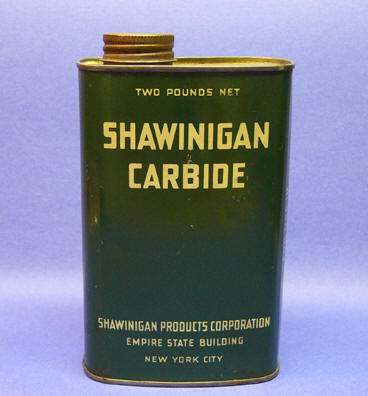 TWO POUNDS NET
SHAWINIGAN
CARBIDE
SHAWINIGAN PRODUCTS CORPORATION
EMPIRE STATE BUILDING
NEW YORK CITY